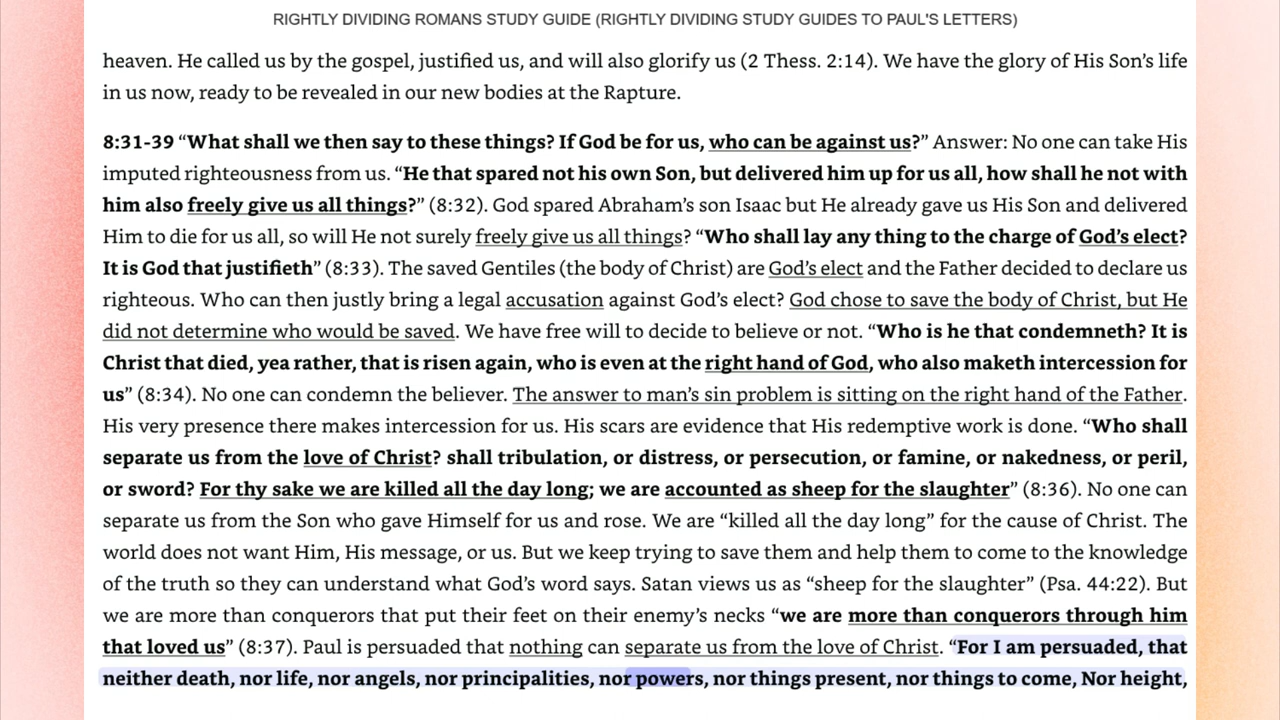 RIGHTLY DIVIDING ROMANS STUDY GUIDE (RIGHTLY DIVIDING STUDY GUIDES TO PAUL'S LETTERS)
heaven. He called us by the gospel, justified us, and will also glorify us (2 Thess. 2:14). We have the glory of His Son’s life
in us now, ready to be revealed in our new bodies at the Rapture.
8:31-39 “What shall we then say to these things? If God be for us, who can be against us?” Answer: No one can take His
imputed righteousness from us. “He that spared not his own Son, but delivered him up for us all, how shall he not with
him also freely give us all things?” (8:32). God spared Abraham’s son Isaac but He already gave us His Son and delivered
Him to die for us all, so will He not surely freely give us all things? “Who shall lay any thing to the charge of God’s elect?
It is God that justifieth” (8:33). The saved Gentiles (the body of Christ) are God’s elect and the Father decided to declare us
righteous. Who can then justly bring a legal accusation against God’s elect? God chose to save the body of Christ, but He
did not determine who would be saved. We have free will to decide to believe or not. “Who is he that condemneth? It is
Christ that died, yea rather, that is risen again, who is even at the right hand of God, who also maketh intercession for
us” (8:34). No one can condemn the believer. The answer to man’s sin problem is sitting on the right hand of the Father.
His very presence there makes intercession for us. His scars are evidence that His redemptive work is done. “Who shall
separate us from the love of Christ? shall tribulation, or distress, or persecution, or famine, or nakedness, or peril,
or sword? For thy sake we are killed all the day long; we are accounted as sheep for the slaughter” (8:36). No one can
separate us from the Son who gave Himself for us and rose. We are “killed all the day long” for the cause of Christ. The
world does not want Him, His message, or us. But we keep trying to save them and help them to come to the knowledge
of the truth so they can understand what God’s word says. Satan views us as “sheep for the slaughter” (Psa. 44:22). But
we are more than conquerors that put their feet on their enemy’s necks “we are more than conquerors through him
that loved us” (8:37). Paul is persuaded that nothing can separate us from the love of Christ. “For I am persuaded, that
neither death, nor life, nor angels, nor principalities, nor powers, nor things present, nor things to come, Nor height,